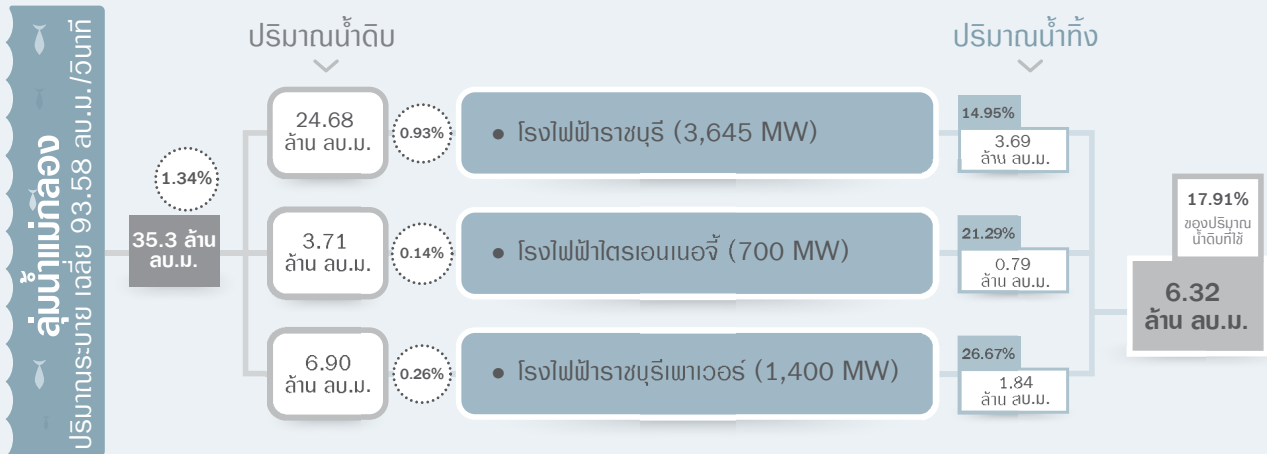 ลุ่มน้ำแม่กลอง
ปริมาณระบาย เฉลี่ย 93.58 ลบ.ม./วินาที
1.34%
35.3 ล้าน
ลบ.ม.
ปริมาณน้ำดิบ
ปริมาณน้ำทิ้ง
24.68
ล้าน ลบ.ม.
0.93%
• โรงไฟฟ้าราชบุรี (3,645 MW)
14.95%
3.69
ล้าน ลบ.ม.
3.71
ล้าน ลบ.ม.
0.14%
• โรงไฟฟ้าไตรเอนเนอจี้ (700 MW)
21.29%
0.79
ล้าน ลบ.ม.
6.90
ล้าน ลบ.ม.
0.26%
• โรงไฟฟ้าราชบุรีเพาเวอร์ (1,400 MW)
26.67%
1.84
ล้าน ลบ.ม.
17.91%
ของปริมาณ
น้ำดิบที่ใช้
6.32
ล้าน ลบ.ม.